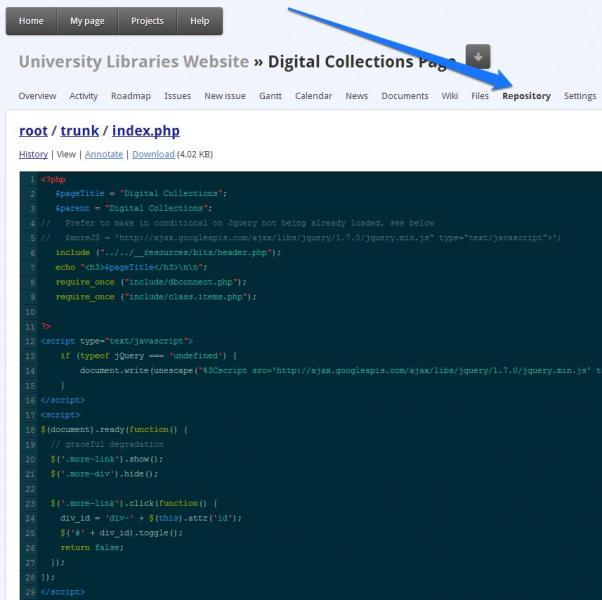 Home My page Projects Help
University Libraries Website » Digital Collections Page
Overview Activity Roadmap Issues New issue Gantt Calendar News Documents Wiki Files Repository Settings
root / trunk / index.php
History | View | Annotate | Download (4.02 KB)
1 <?php
2 $pageTitle = "Digital Collections";
3 $parent = "Digital Collections";
4 // Prefer to make in conditional on Jquery not being already loaded, see below
5 // $moreJS = 'http://ajax.googleapis.com/ajax/libs/jquery/1.7.0/jquery.min.js" type="text/javascript">';
6 include ("../../__resources/bits/header.php");
7 echo "<h3>$pageTitle</h3>\n\n";
8 require_once ("include/dbconnect.php");
9 require_once ("include/class.items.php");
10
11 ?>
12 <script type="text/javascript">
13 if (typeof jQuery === 'undefined') {
14 document.write(unescape("%3Cscript src='http://ajax.googleapis.com/ajax/libs/jquery/1.7.0/jquery.min.js' t
15 }
16 </script>
17 <script>
18 $(document).ready(function() {
19 // graceful degradation
20 $('.more-link').show();
21 $('.more-div').hide();
22
23 $('.more-link').click(function() {
24 div_id = 'div-' + $(this).attr('id');
25 $('#' + div_id).toggle();
26 return false;
27 });
28 });
29 </script>